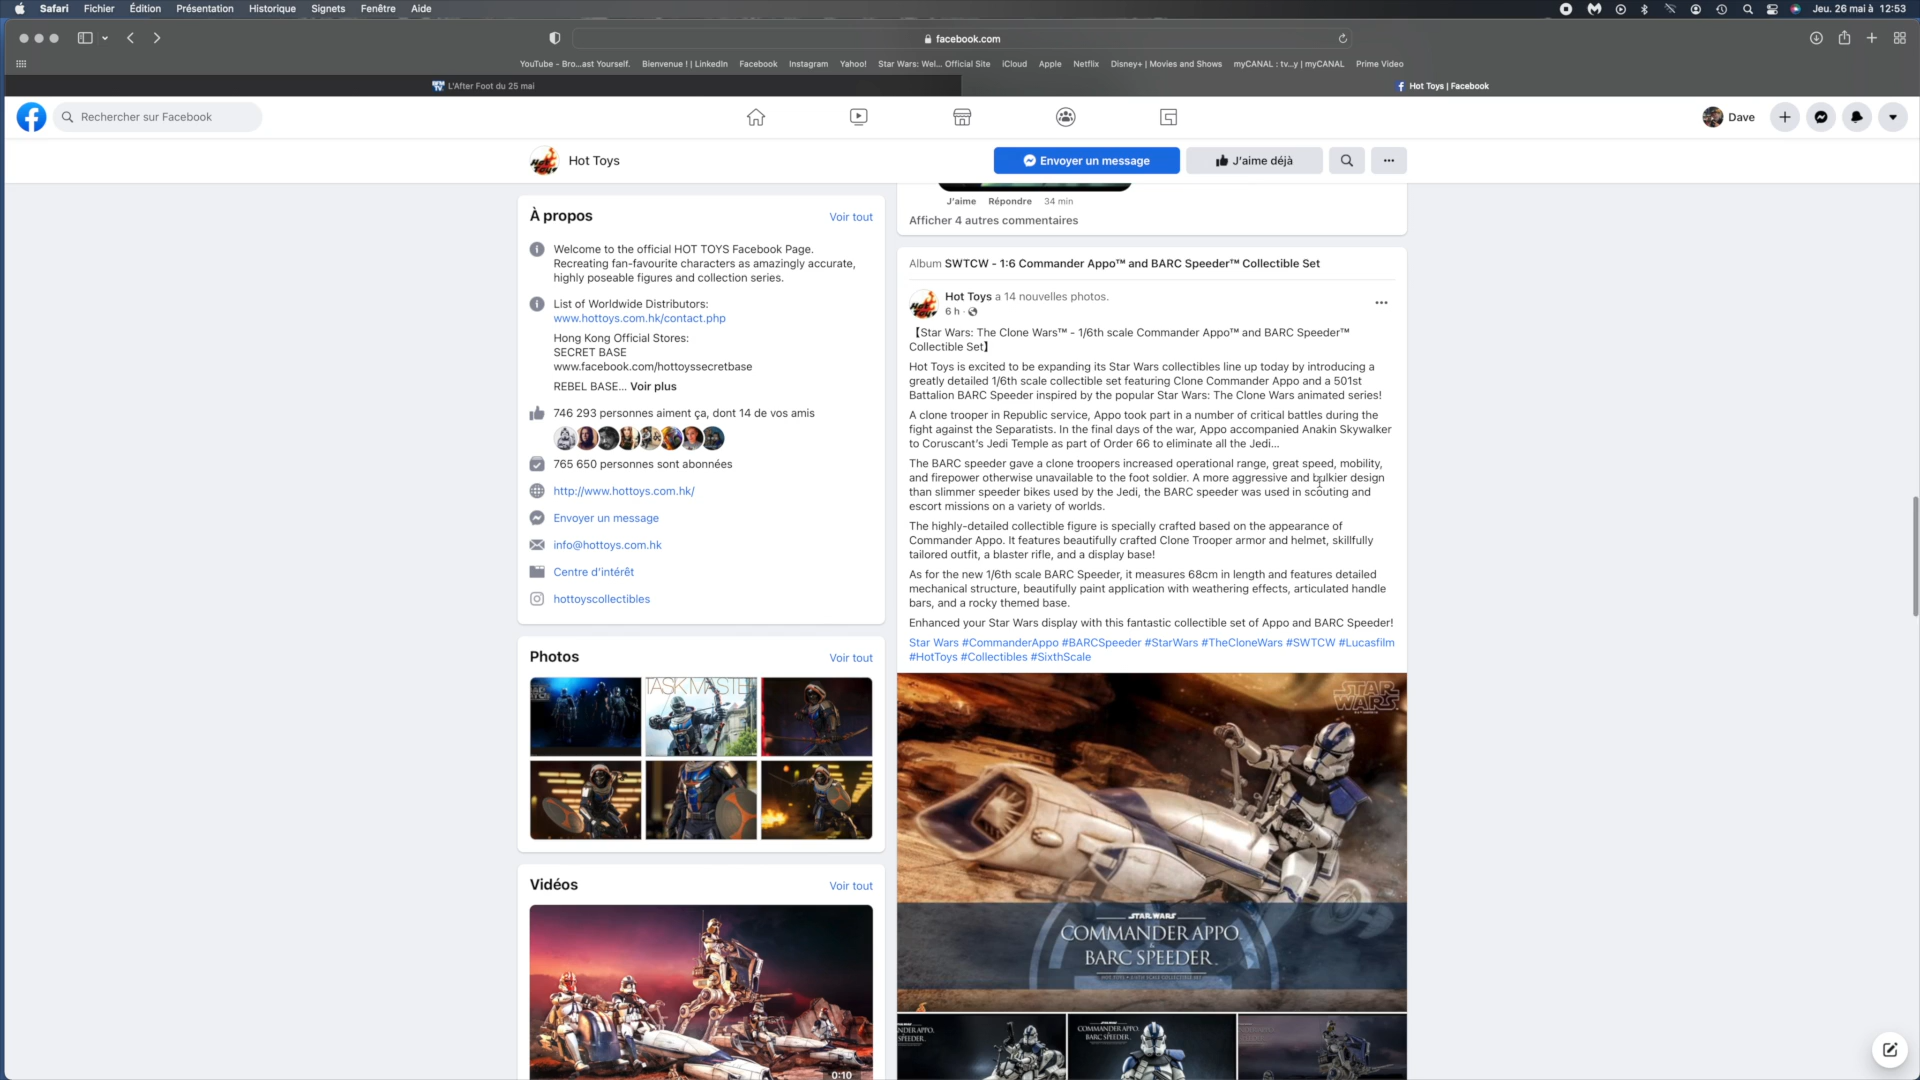 Safari Fichier Édition Présentation Historique Signets Fenêtre Aide
Jeu. 26 mai à 12:53
facebook.com
YouTube - Bro...ast Yourself. Bienvenue ! | LinkedIn Facebook Instagram Yahoo! Star Wars: Wel... Official Site iCloud Apple Netflix Disney+ | Movies and Shows myCANAL : tv...y | myCANAL Prime Video
L'After Foot du 25 mai
Hot Toys | Facebook
Rechercher sur Facebook
Dave
Hot Toys
Envoyer un message
J'aime déjà
À propos
Voir tout
Welcome to the official HOT TOYS Facebook Page.
Recreating fan-favourite characters as amazingly accurate,
highly poseable figures and collection series.
List of Worldwide Distributors:
www.hottoys.com.hk/contact.php
Hong Kong Official Stores:
SECRET BASE
www.facebook.com/hottoyssecretbase
REBEL BASE... Voir plus
746 293 personnes aiment ça, dont 14 de vos amis
765 650 personnes sont abonnées
http://www.hottoys.com.hk/
Envoyer un message
info@hottoys.com.hk
Centre d'intérêt
hottoyscollectibles
Photos
Voir tout
TASKMASTE
Vidéos
Voir tout
0:10
J'aime Répondre 34 min
Afficher 4 autres commentaires
Album SWTCW - 1:6 Commander Appo™ and BARC Speeder™ Collectible Set
Hot Toys a 14 nouvelles photos.
6 h
【Star Wars: The Clone Wars™ - 1/6th scale Commander Appo™ and BARC Speeder™
Collectible Set】
Hot Toys is excited to be expanding its Star Wars collectibles line up today by introducing a
greatly detailed 1/6th scale collectible set featuring Clone Commander Appo and a 501st
Battalion BARC Speeder inspired by the popular Star Wars: The Clone Wars animated series!
A clone trooper in Republic service, Appo took part in a number of critical battles during the
fight against the Separatists. In the final days of the war, Appo accompanied Anakin Skywalker
to Coruscant's Jedi Temple as part of Order 66 to eliminate all the Jedi...
The BARC speeder gave a clone troopers increased operational range, great speed, mobility,
and firepower otherwise unavailable to the foot soldier. A more aggressive and bulkier design
than slimmer speeder bikes used by the Jedi, the BARC speeder was used in scouting and
escort missions on a variety of worlds.
The highly-detailed collectible figure is specially crafted based on the appearance of
Commander Appo. It features beautifully crafted Clone Trooper armor and helmet, skillfully
tailored outfit, a blaster rifle, and a display base!
As for the new 1/6th scale BARC Speeder, it measures 68cm in length and features detailed
mechanical structure, beautifully paint application with weathering effects, articulated handle
bars, and a rocky themed base.
Enhanced your Star Wars display with this fantastic collectible set of Appo and BARC Speeder!
Star Wars #CommanderAppo #BARCSpeeder #StarWars #TheCloneWars #SWTCW #Lucasfilm
#HotToys #Collectibles #SixthScale
STAR WARS
STAR WARS
COMMANDER APPO
& BARC SPEEDER
NDER APPO
SPEEDER
COMMANDER APPO
BARC SPEEDER